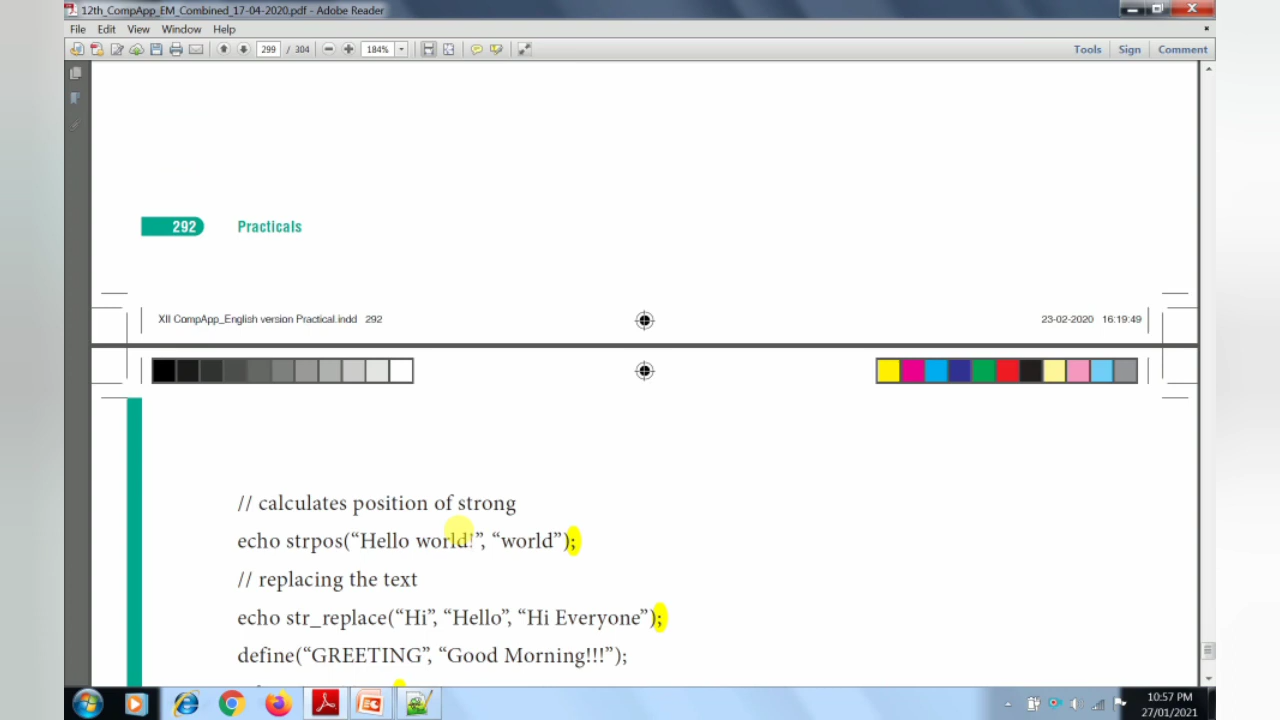 12th_CompApp_EM_Combined_17-04-2020.pdf - Adobe Reader
File Edit View Window Help
299 / 304 184% Tools Sign Comment
292 Practicals
XII CompApp_English version Practical.indd 292 23-02-2020 16:19:49
// calculates position of strong
echo strpos(“Hello world!”, “world”);
// replacing the text
echo str_replace(“Hi”, “Hello”, “Hi Everyone”);
define(“GREETING”, “Good Morning!!!”);
10:57 PM
27/01/2021